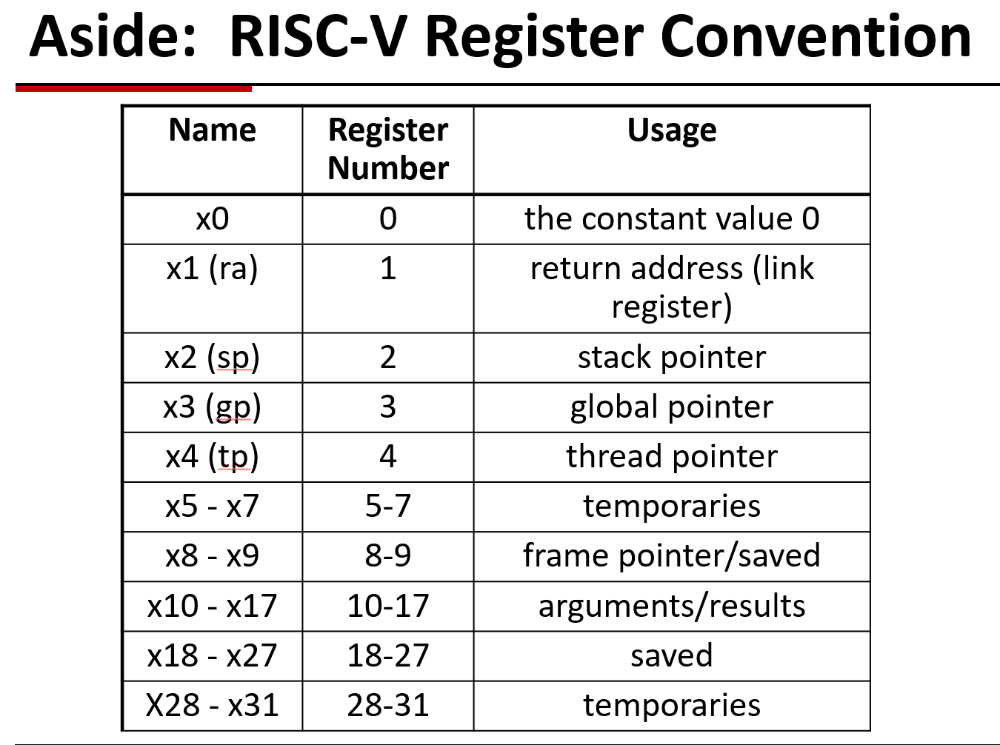 Aside: RISC-V Register Convention
Name Register Number Usage
x0 0 the constant value 0
x1 (ra) 1 return address (link register)
x2 (sp) 2 stack pointer
x3 (gp) 3 global pointer
x4 (tp) 4 thread pointer
x5 - x7 5-7 temporaries
x8 - x9 8-9 frame pointer/saved
x10 - x17 10-17 arguments/results
x18 - x27 18-27 saved
X28 - x31 28-31 temporaries